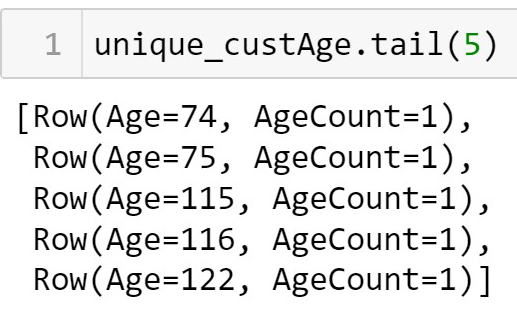 1 unique_custAge.tail(5)
[Row(Age=74, AgeCount=1),
Row(Age=75, AgeCount=1),
Row(Age=115, AgeCount=1),
Row(Age=116, AgeCount=1),
Row(Age=122, AgeCount=1)]